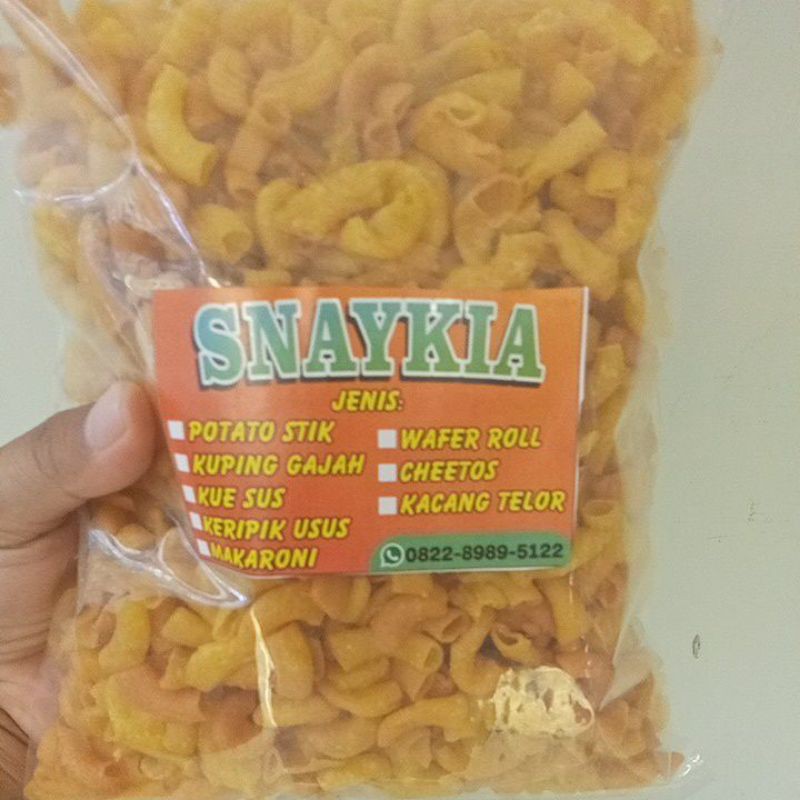 SNAYKIA
JENIS:
POTATO STIK
KUPING GAJAH
KUE SUS
KERIPIK USUS
MAKARONI
WAFER ROLL
CHEETOS
KACANG TELOR
0822-8989-5122